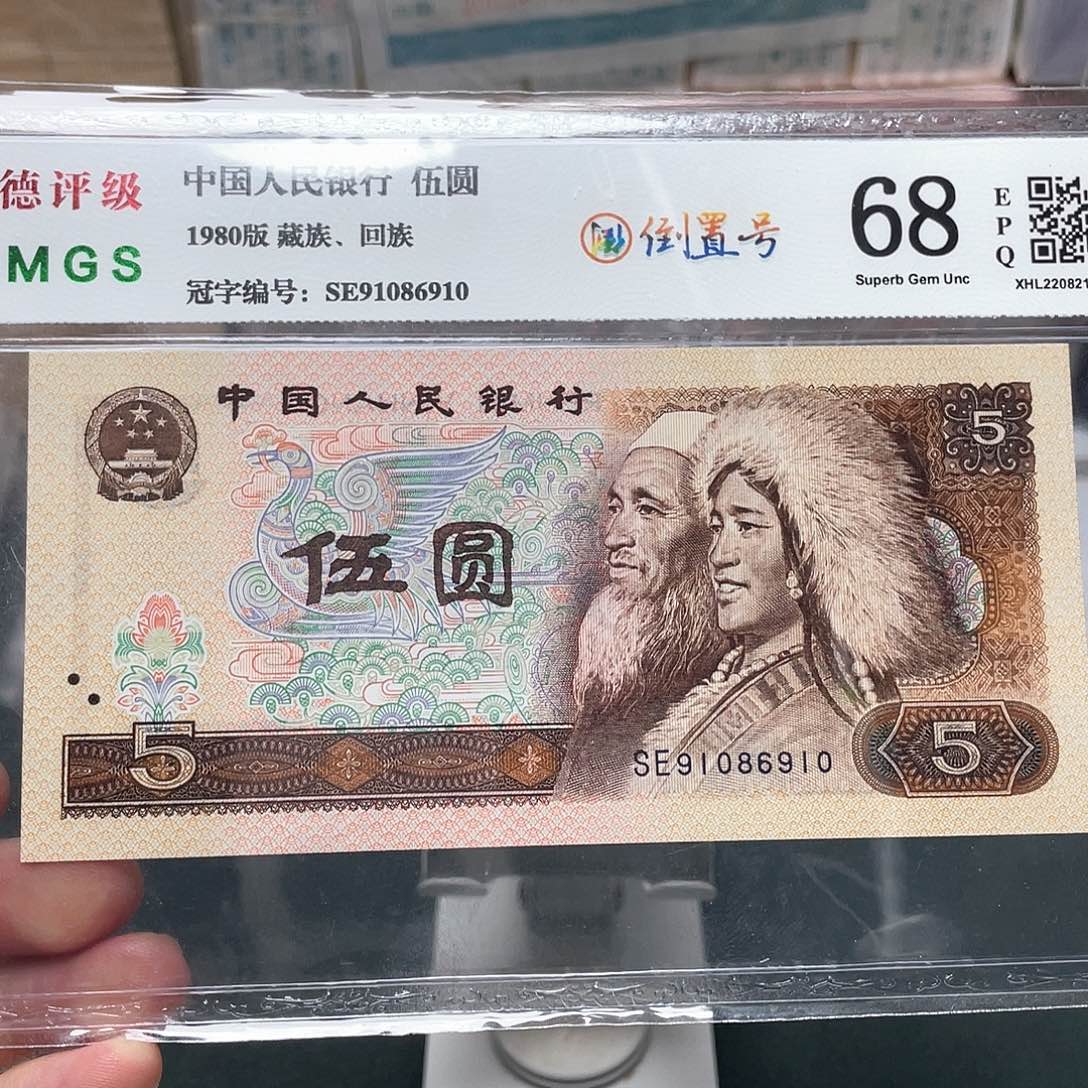 德评级
MGS
中国人民银行 伍圆
1980版 藏族、回族
冠字编号：SE91086910
倒置号
68
Superb Gem Unc
EPQ
XHL220821
中国人民银行
5
伍圆
5
SE91086910
5